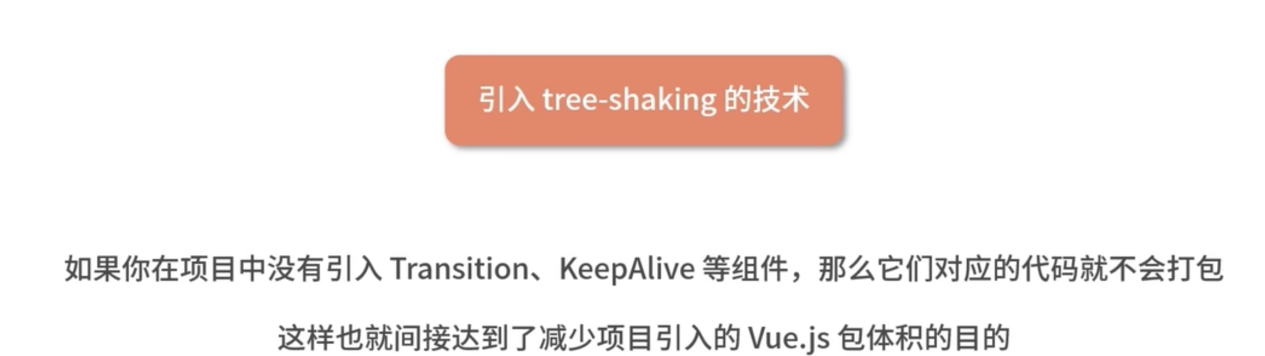 引入 tree-shaking 的技术
如果你在项目中没有引入 Transition、KeepAlive 等组件，那么它们对应的代码就不会打包
这样也就间接达到了减少项目引入的 Vue.js 包体积的目的